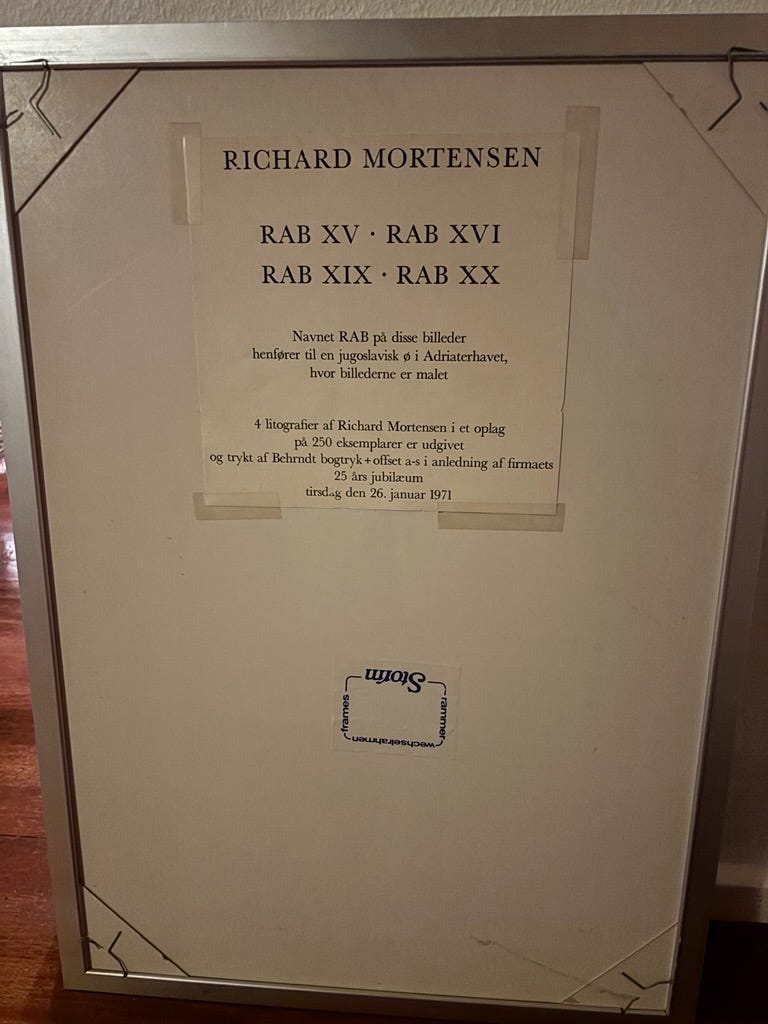 RICHARD MORTENSEN
RAB XV · RAB XVI
RAB XIX · RAB XX
Navnet RAB på disse billeder
henfører til en jugoslavisk ø i Adriaterhavet,
hvor billederne er malet
4 litografier af Richard Mortensen i et oplag
på 250 eksemplarer er udgivet
og trykt af Behrndt bogtryk + offset a-s i anledning af firmaets
25 års jubilæum
tirsdag den 26. januar 1971
Storm
rammer
wechselrahmen
frames